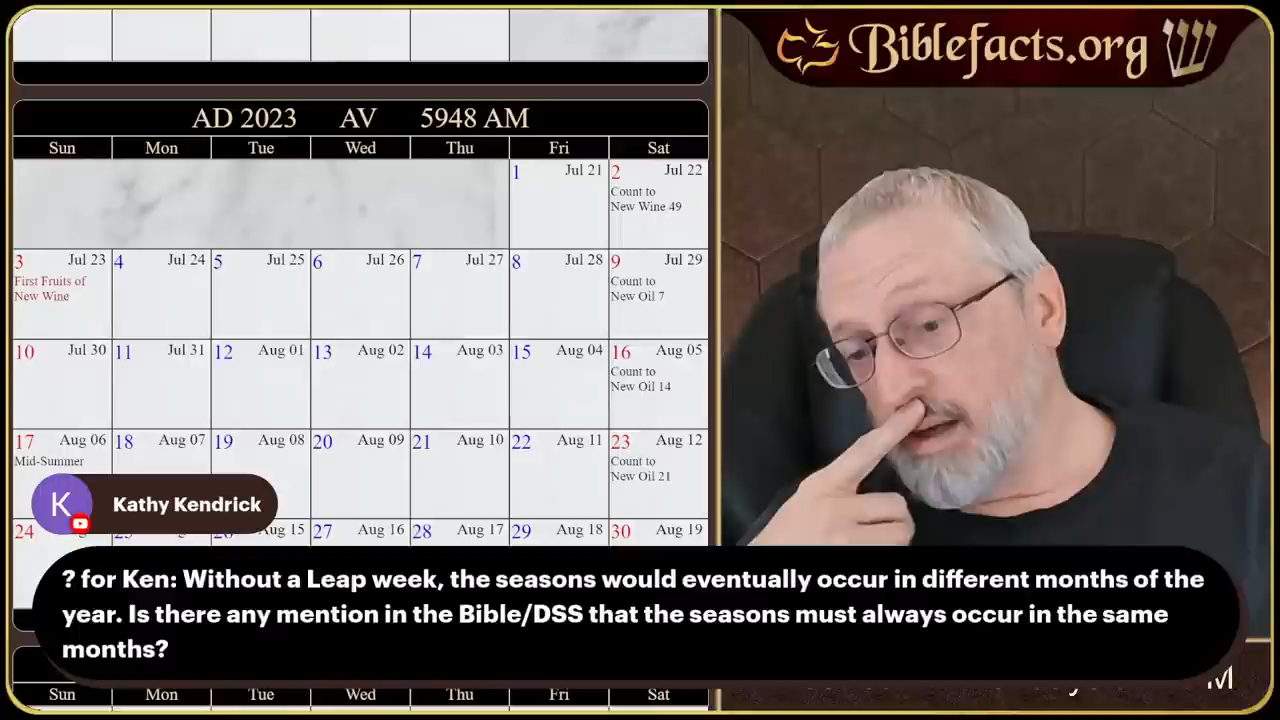 Biblefacts.org
AD 2023 AV 5948 AM
Sun Mon Tue Wed Thu Fri Sat
1 Jul 21 2 Jul 22
Count to
New Wine 49
3 Jul 23 4 Jul 24 5 Jul 25 6 Jul 26 7 Jul 27 8 Jul 28 9 Jul 29
First Fruits of Count to
New Wine New Oil 7
10 Jul 30 11 Jul 31 12 Aug 01 13 Aug 02 14 Aug 03 15 Aug 04 16 Aug 05
Count to
New Oil 14
17 Aug 06 18 Aug 07 19 Aug 08 20 Aug 09 21 Aug 10 22 Aug 11 23 Aug 12
Mid-Summer Count to
New Oil 21
K Kathy Kendrick
24 Aug 15 27 Aug 16 28 Aug 17 29 Aug 18 30 Aug 19
? for Ken: Without a Leap week, the seasons would eventually occur in different months of the
year. Is there any mention in the Bible/DSS that the seasons must always occur in the same
months?
Sun Mon Tue Wed Thu Fri Sat